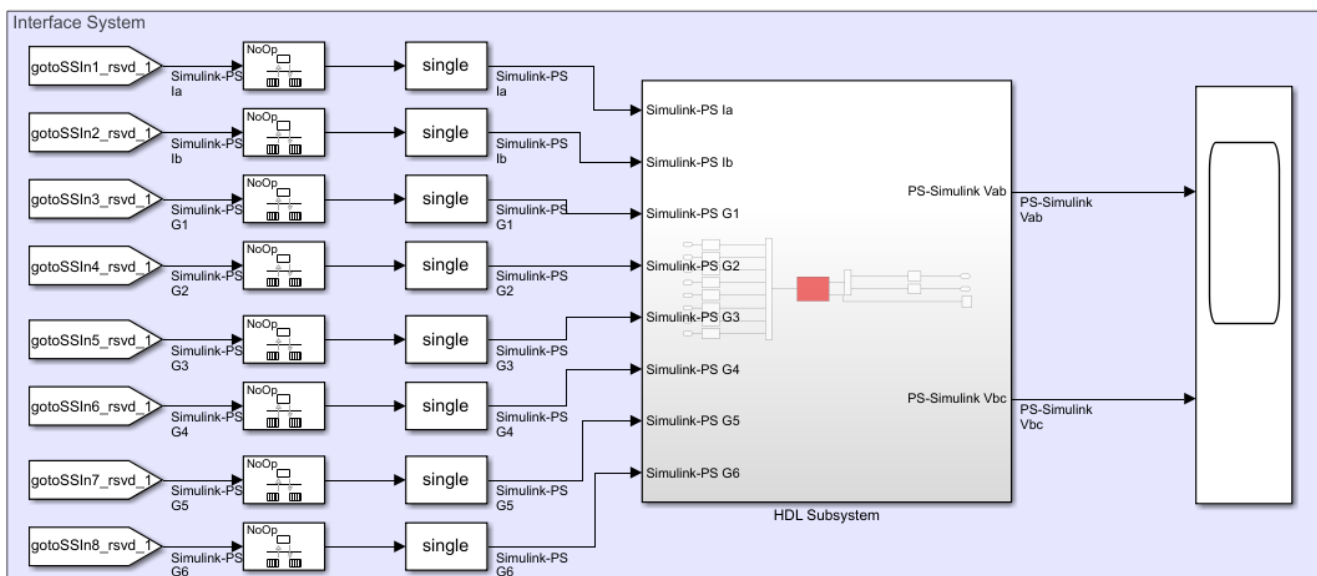 Interface System
gotoSSIn1_rsvd_1
Simulink-PS
Ia
NoOp
single
Simulink-PS
Ia
gotoSSIn2_rsvd_1
Simulink-PS
Ib
NoOp
single
Simulink-PS
Ib
gotoSSIn3_rsvd_1
Simulink-PS
G1
NoOp
single
Simulink-PS
G1
gotoSSIn4_rsvd_1
Simulink-PS
G2
NoOp
single
Simulink-PS
G2
gotoSSIn5_rsvd_1
Simulink-PS
G3
NoOp
single
Simulink-PS
G3
gotoSSIn6_rsvd_1
Simulink-PS
G4
NoOp
single
Simulink-PS
G4
gotoSSIn7_rsvd_1
Simulink-PS
G5
NoOp
single
Simulink-PS
G5
gotoSSIn8_rsvd_1
Simulink-PS
G6
NoOp
single
Simulink-PS
G6
Simulink-PS Ia
Simulink-PS Ib
Simulink-PS G1
Simulink-PS G2
Simulink-PS G3
Simulink-PS G4
Simulink-PS G5
Simulink-PS G6
PS-Simulink Vab
PS-Simulink Vbc
HDL Subsystem
PS-Simulink
Vab
PS-Simulink
Vbc